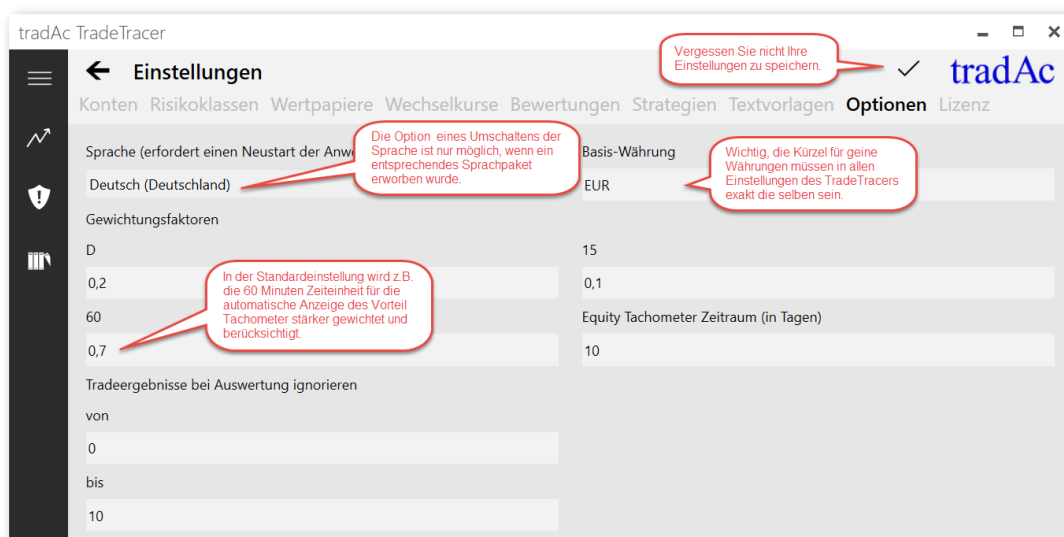 tradAc TradeTracer
Vergessen Sie nicht Ihre
Einstellungen zu speichern.
Einstellungen
tradAc
Konten Risikoklassen Wertpapiere Wechselkurse Bewertungen Strategien Textvorlagen Optionen Lizenz
Sprache (erfordert einen Neustart der Anw
Die Option eines Umschaltens der
Sprache ist nur möglich, wenn ein
entsprechendes Sprachpaket
erworben wurde.
Deutsch (Deutschland)
Basis-Währung
EUR
Wichtig, die Kürzel für geine
Währungen müssen in allen
Einstellungen des TradeTracers
exakt die selben sein.
Gewichtungsfaktoren
D
0,2
15
0,1
In der Standardeinstellung wird z.B.
die 60 Minuten Zeiteinheit für die
automatische Anzeige des Vorteil
Tachometer stärker gewichtet und
berücksichtigt.
60
0,7
Equity Tachometer Zeitraum (in Tagen)
10
Tradeergebnisse bei Auswertung ignorieren
von
0
bis
10